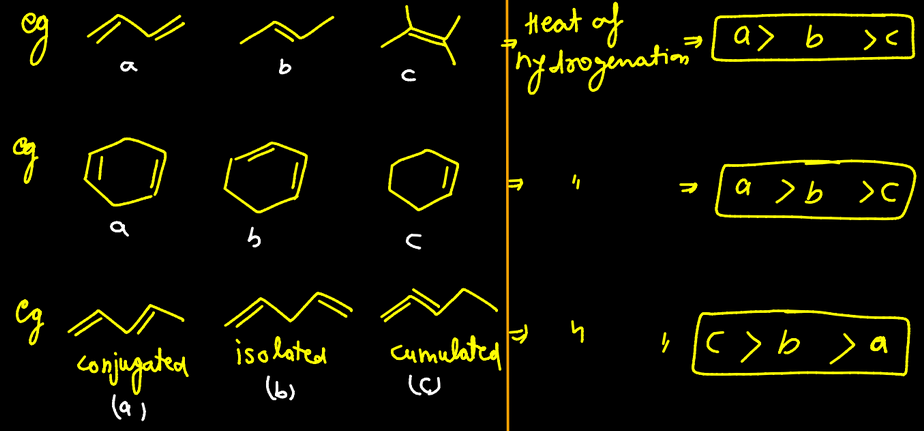 eg a b c ⇒ Heat of hydrogenation ⇒ a > b > c
eg a b c ⇒ " ⇒ a > b > c
eg conjugated (a) isolated (b) cumulated (c) ⇒ " " c > b > a